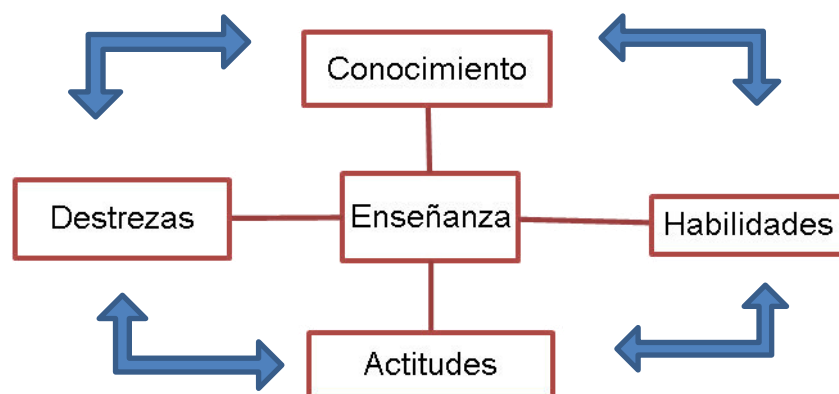 Conocimiento
Destrezas
Enseñanza
Habilidades
Actitudes